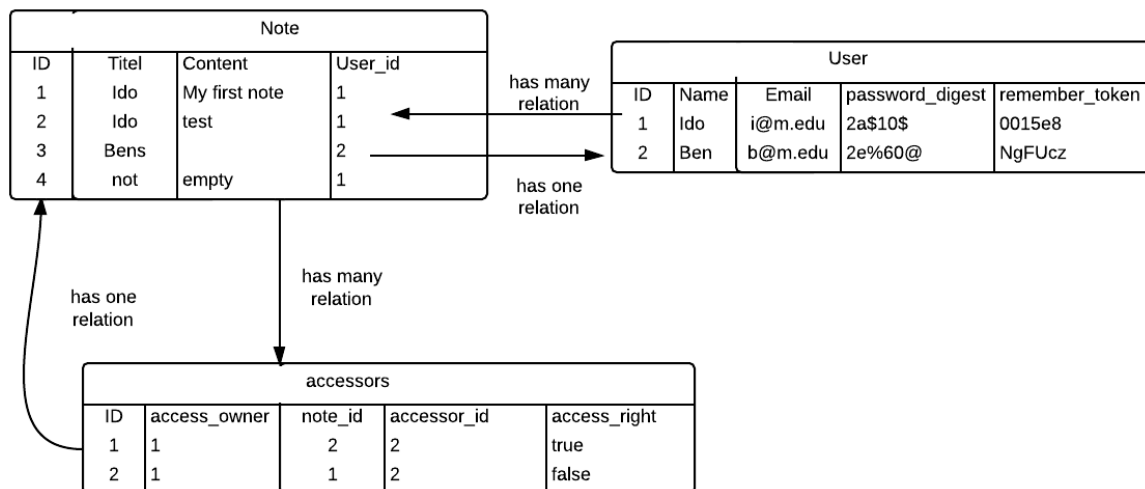 Note
ID Titel Content User_id
1 Ido My first note 1
2 Ido test 1
3 Bens 2
4 not empty 1
has many
relation
has one
relation
User
ID Name Email password_digest remember_token
1 Ido i@m.edu 2a$10$ 0015e8
2 Ben b@m.edu 2e%60@ NgFUcz
has one
relation
has many
relation
accessors
ID access_owner note_id accessor_id access_right
1 1 2 2 true
2 1 1 2 false